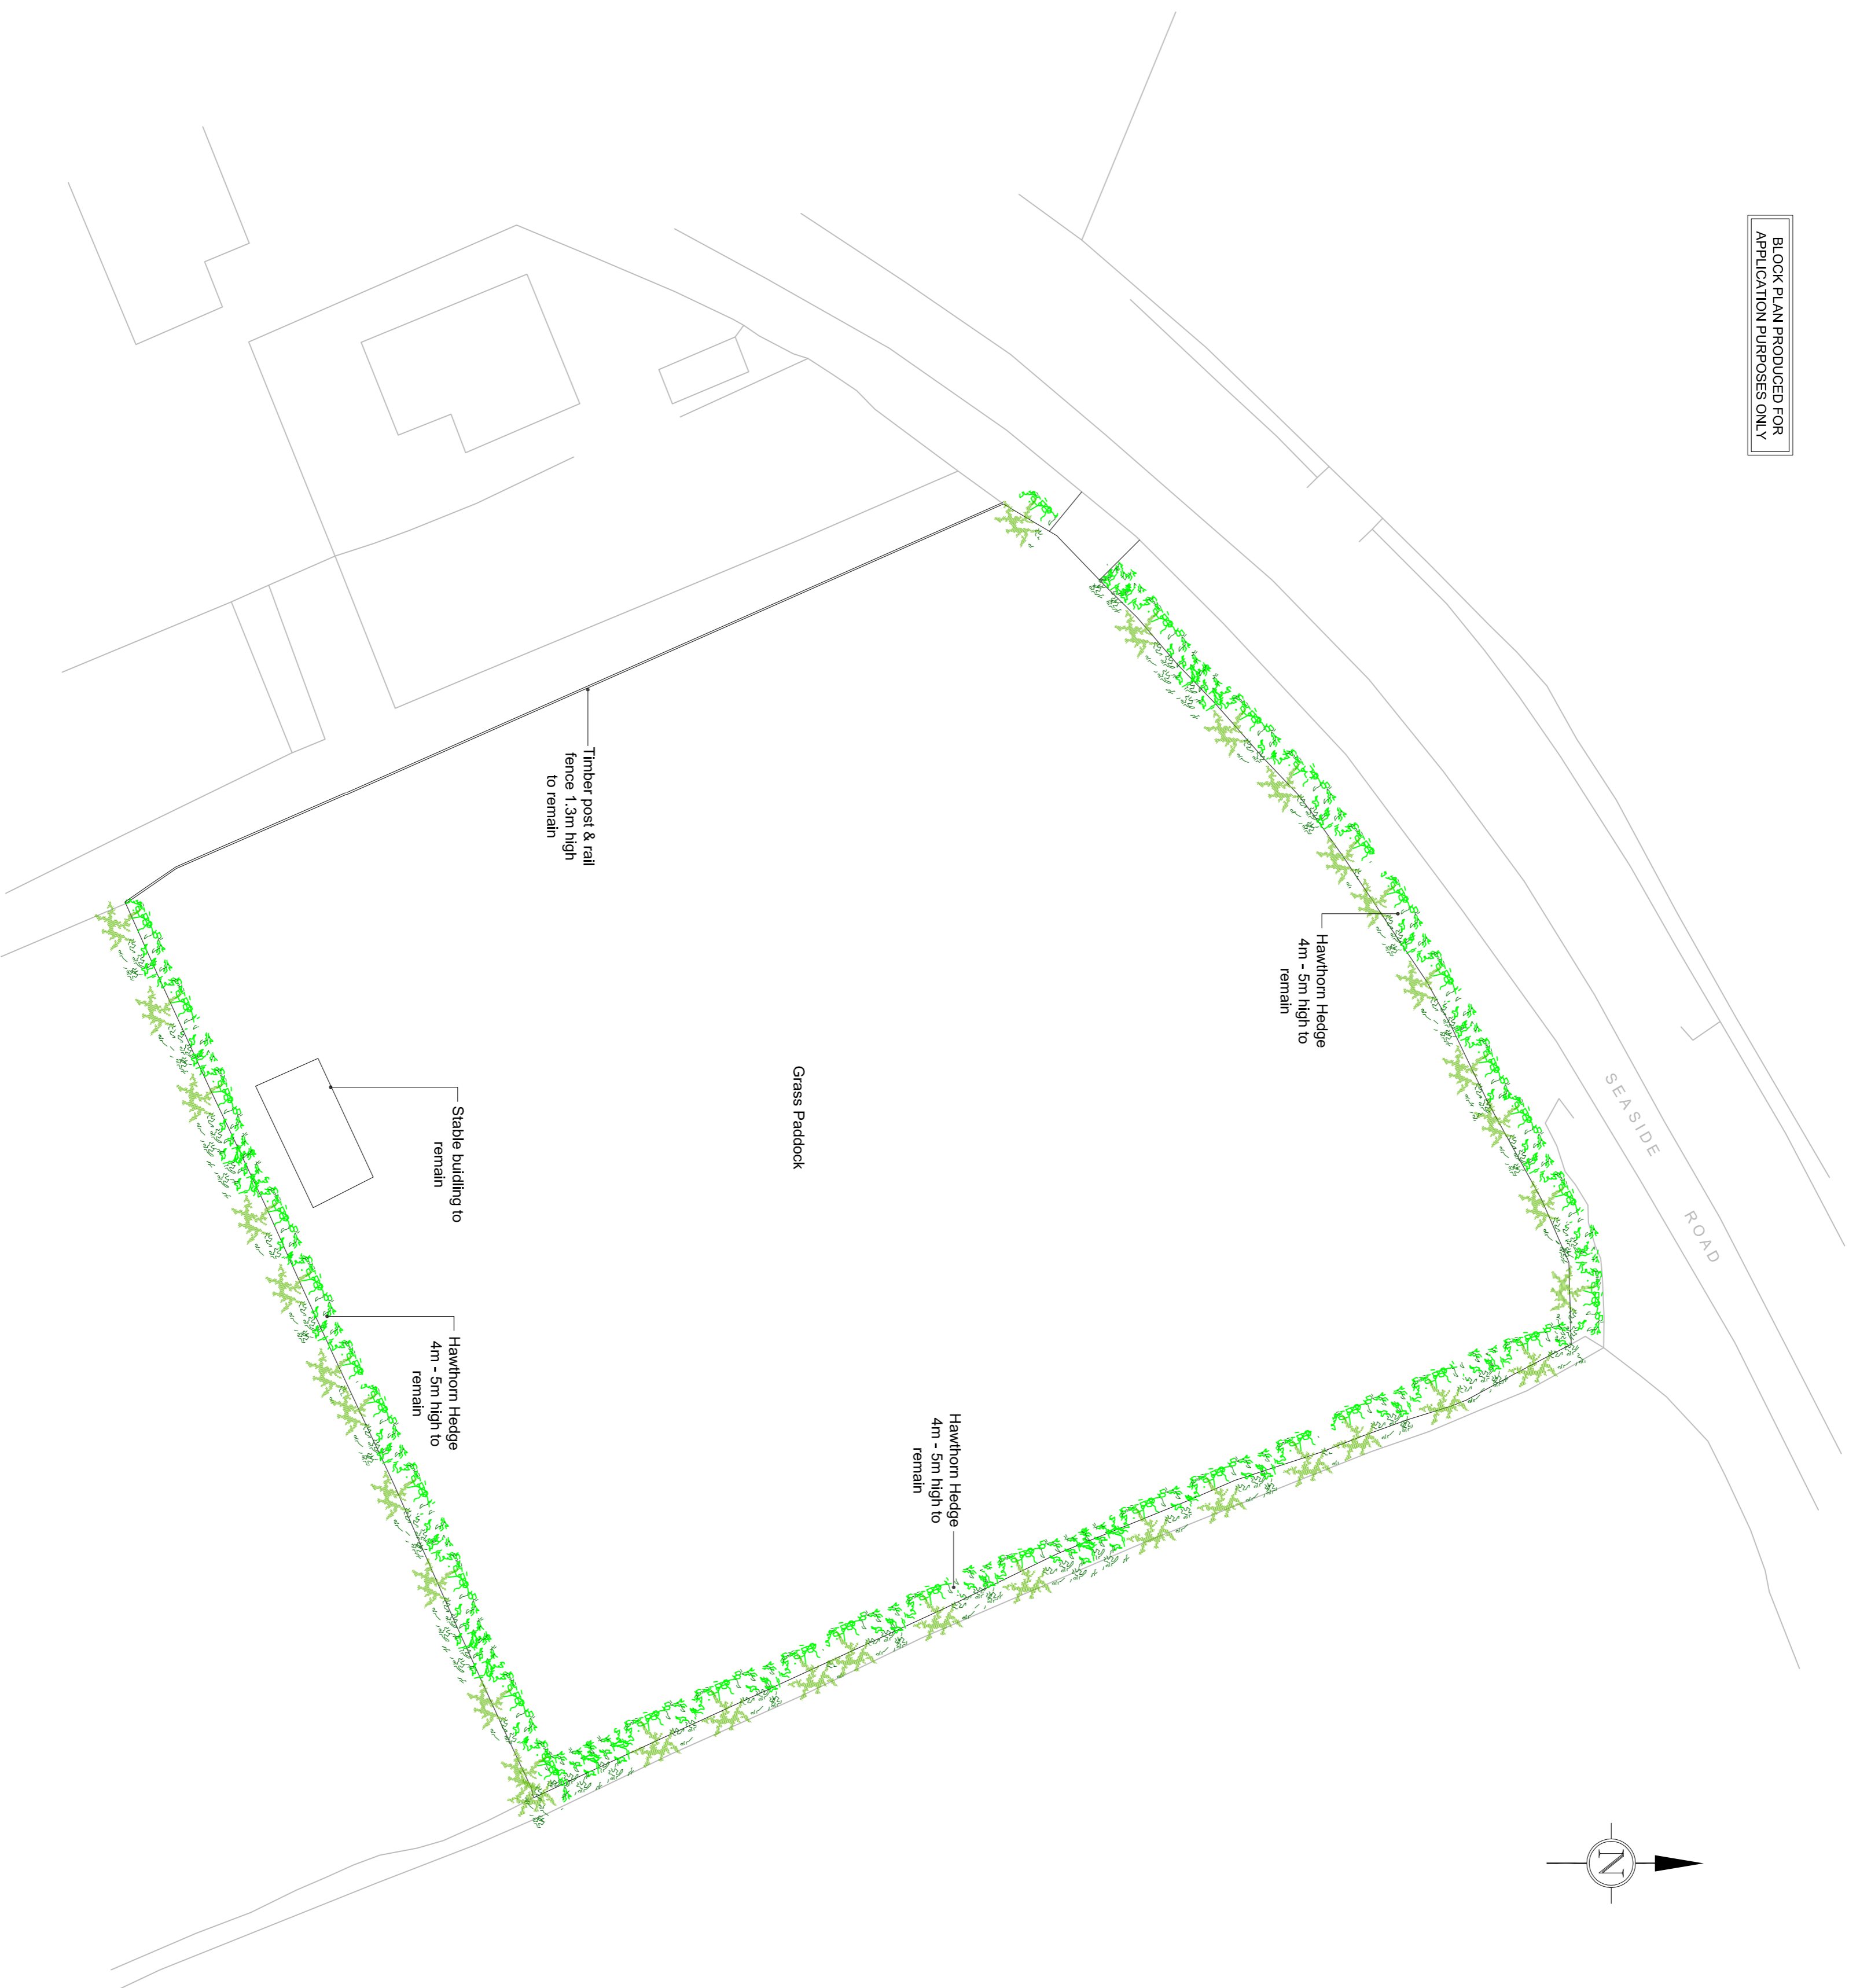 BLOCK PLAN PRODUCED FOR
APPLICATION PURPOSES ONLY
SEASIDE ROAD
Hawthorn Hedge
4m - 5m high to
remain
Timber post & rail
fence 1.3m high
to remain
Grass Paddock
Stable buidling to
remain
Hawthorn Hedge
4m - 5m high to
remain
Hawthorn Hedge
4m - 5m high to
remain
N